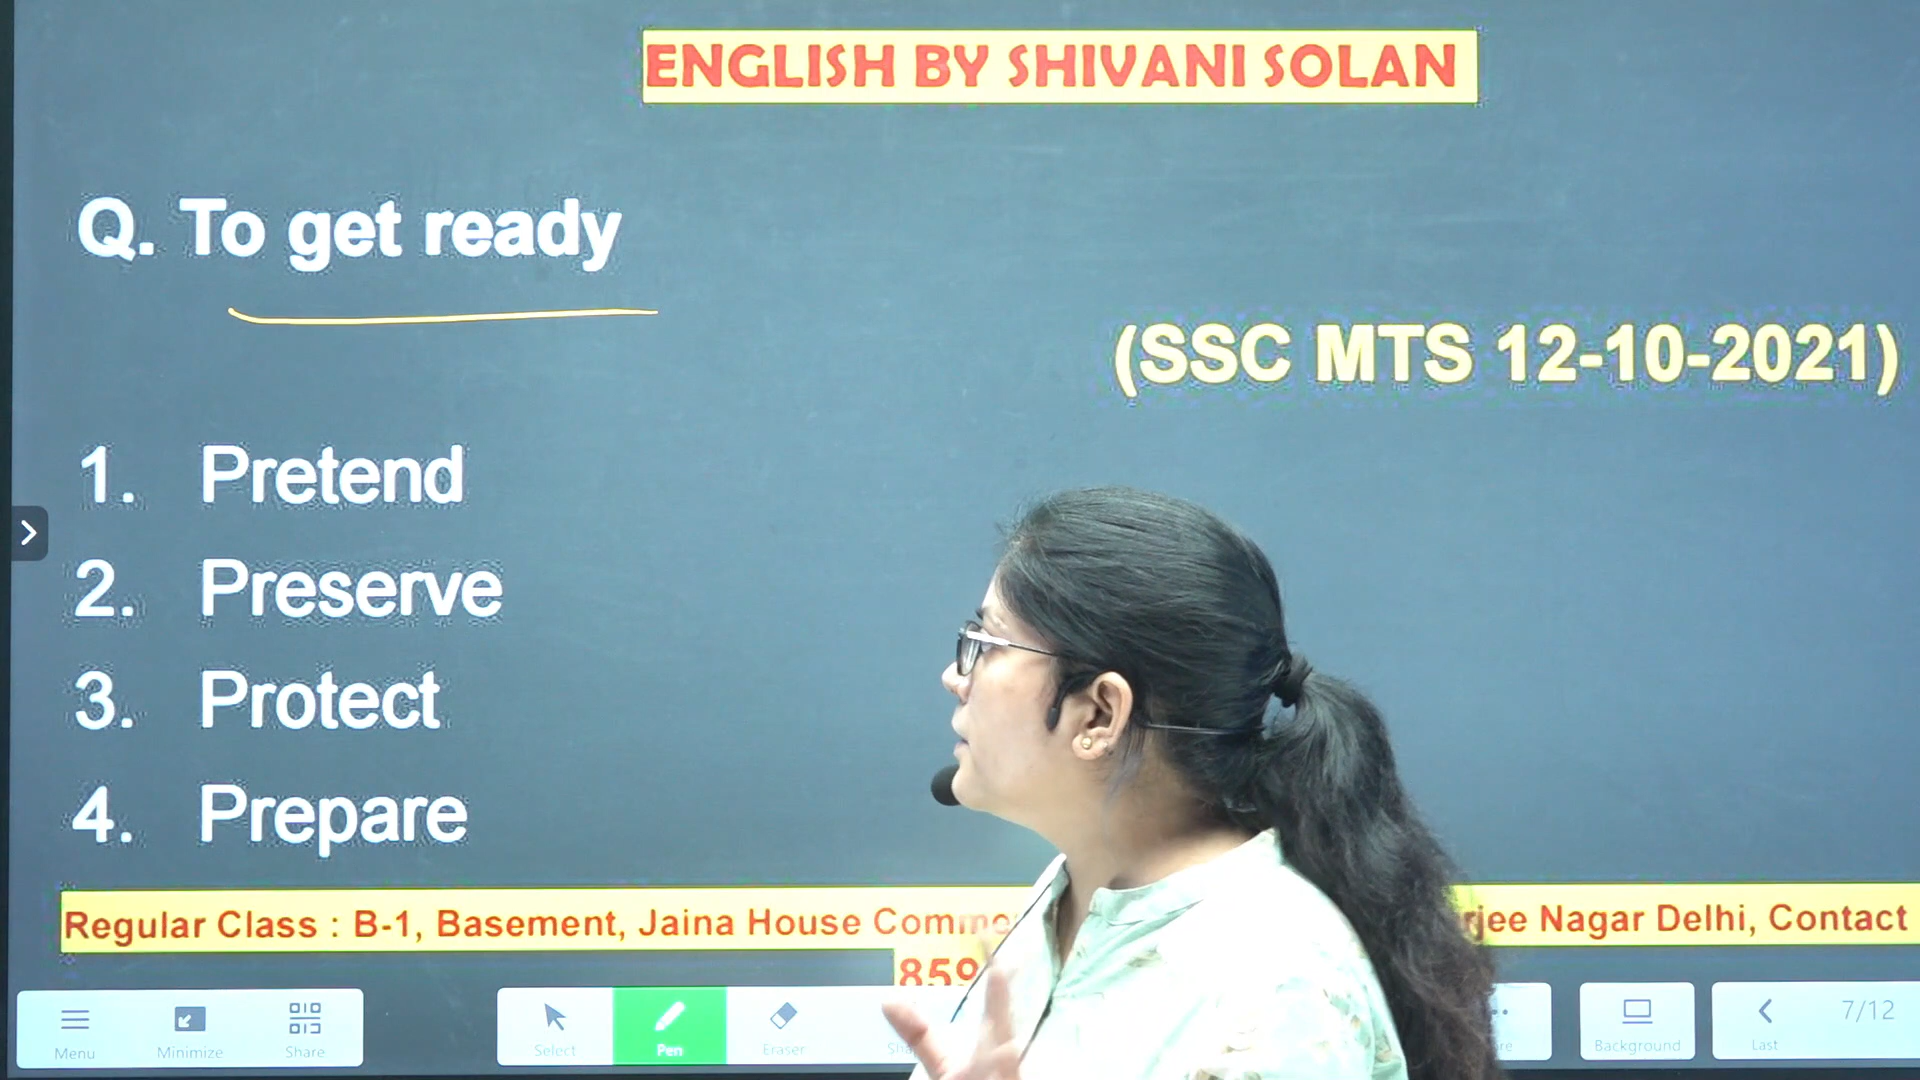 ENGLISH BY SHIVANI SOLAN
Q. To get ready
(SSC MTS 12-10-2021)
1. Pretend
2. Preserve
3. Protect
4. Prepare
Regular Class : B-1, Basement, Jaina House Nagar Delhi, Contact
Menu Minimize Share Select Pen Eraser Background Last 7/12